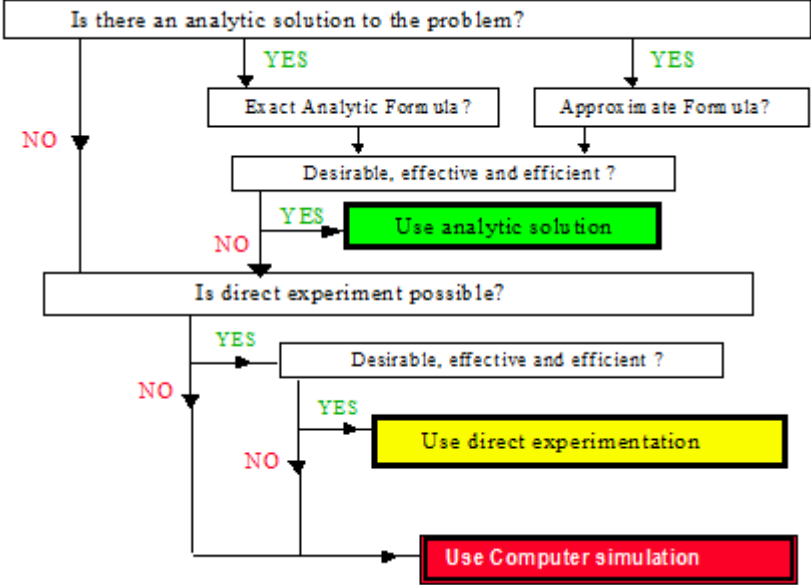 Is there an analytic solution to the problem?
YES
YES
Exact Analytic Formula?
Approximate Formula?
NO
Desirable, effective and efficient ?
YES
Use analytic solution
NO
Is direct experiment possible?
YES
Desirable, effective and efficient ?
NO
YES
Use direct experimentation
NO
Use Computer simulation